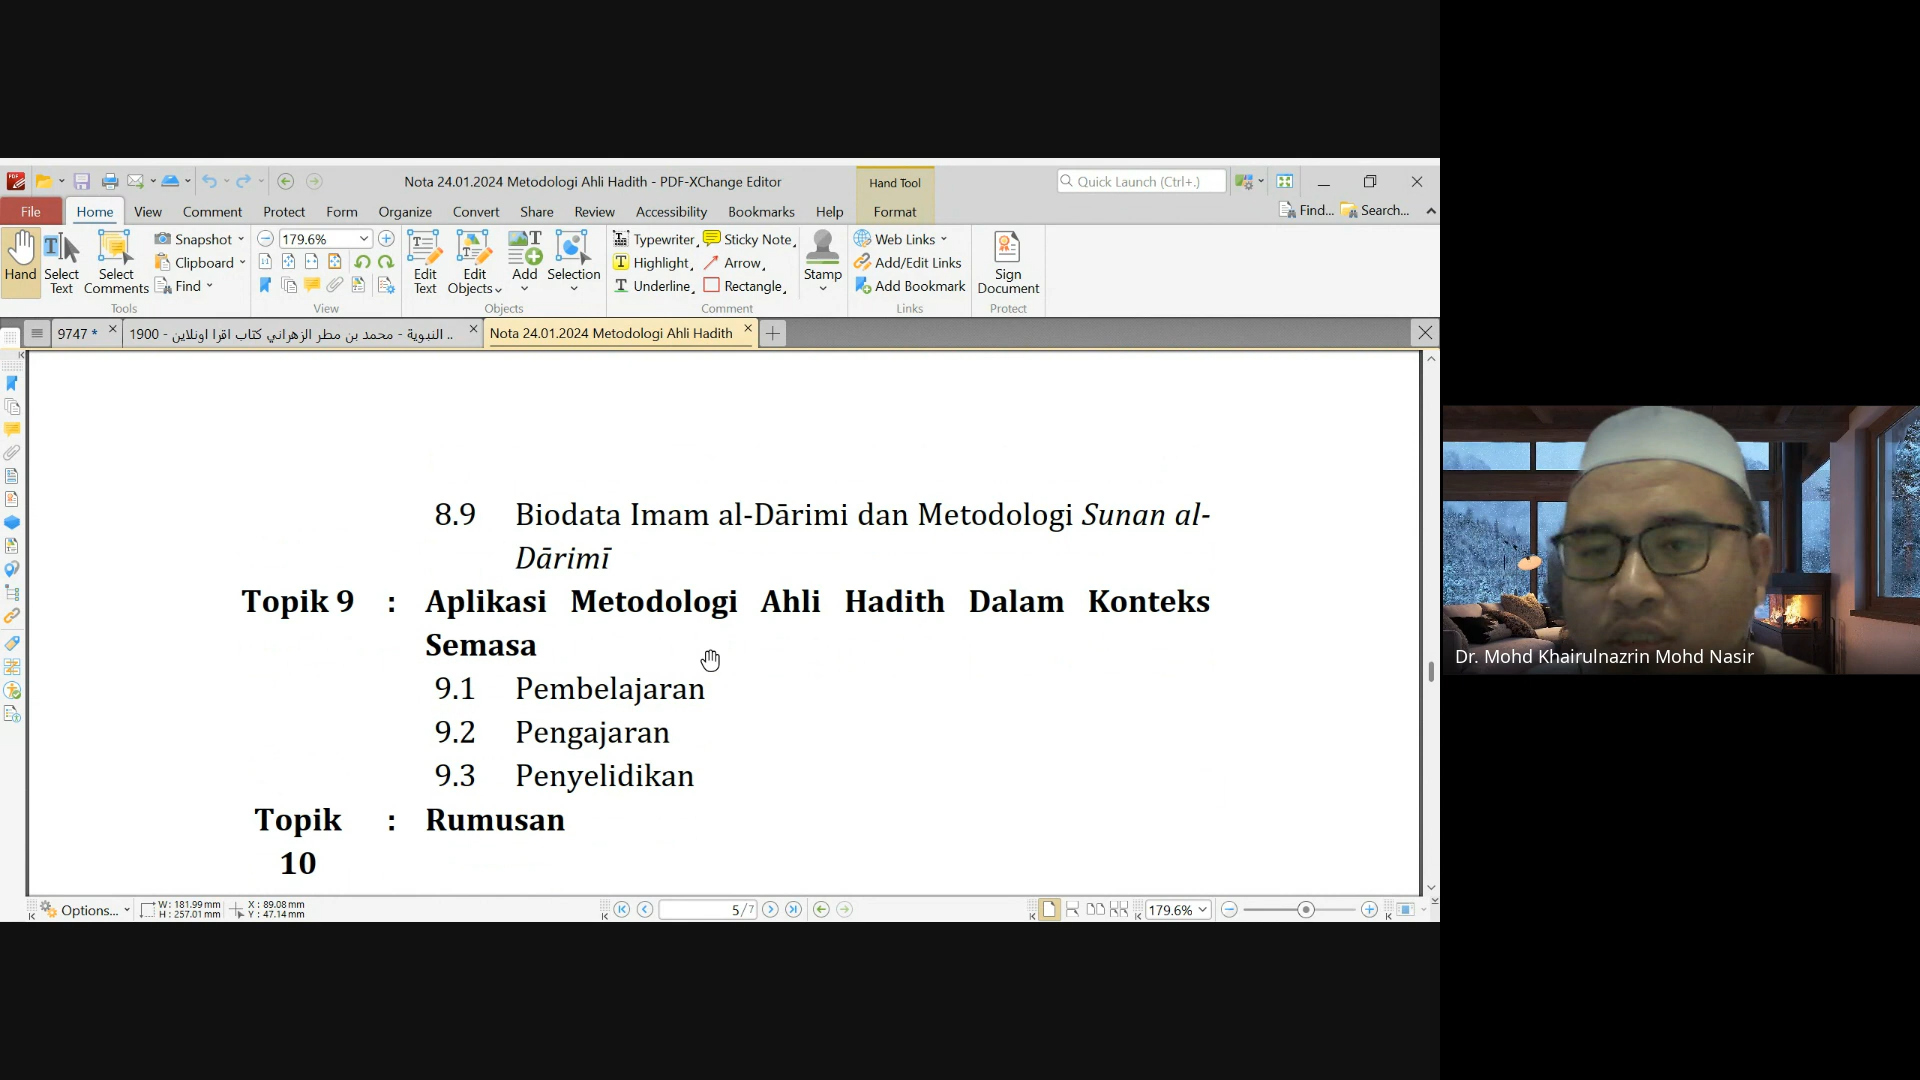 Nota 24.01.2024 Metodologi Ahli Hadith - PDF-XChange Editor
Hand Tool
Quick Launch (Ctrl+.)
File Home View Comment Protect Form Organize Convert Share Review Accessibility Bookmarks Help Format Find... Search...
Hand
Select Text
Select Comments
Snapshot
Clipboard
Find
Tools
179.6%
View
Edit Text
Edit Objects
Add
Selection
Objects
Typewriter Sticky Note
Highlight Arrow
Underline Rectangle
Stamp
Comment
Web Links
Add/Edit Links
Add Bookmark
Links
Sign Document
Protect
9747 *
النبوية - محمد بن مطر الزهراني كتاب اقرا اونلاين - 1900 ..
Nota 24.01.2024 Metodologi Ahli Hadith
8.9 Biodata Imam al-Dārimi dan Metodologi Sunan al-
Dārimī
Topik 9 : Aplikasi Metodologi Ahli Hadith Dalam Konteks
Semasa
9.1 Pembelajaran
9.2 Pengajaran
9.3 Penyelidikan
Topik : Rumusan
10
Dr. Mohd Khairulnazrin Mohd Nasir
Options...
W: 181.99 mm
H: 257.01 mm
X: 89.08 mm
Y: 47.14 mm
5/7
179.6%